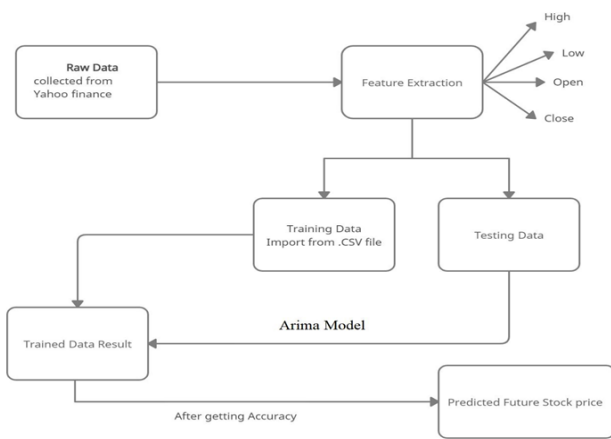 High
Raw Data
collected from
Yahoo finance
Feature Extraction
Low
Open
Close
Training Data
Import from .CSV file
Testing Data
Arima Model
Trained Data Result
Predicted Future Stock price
After getting Accuracy